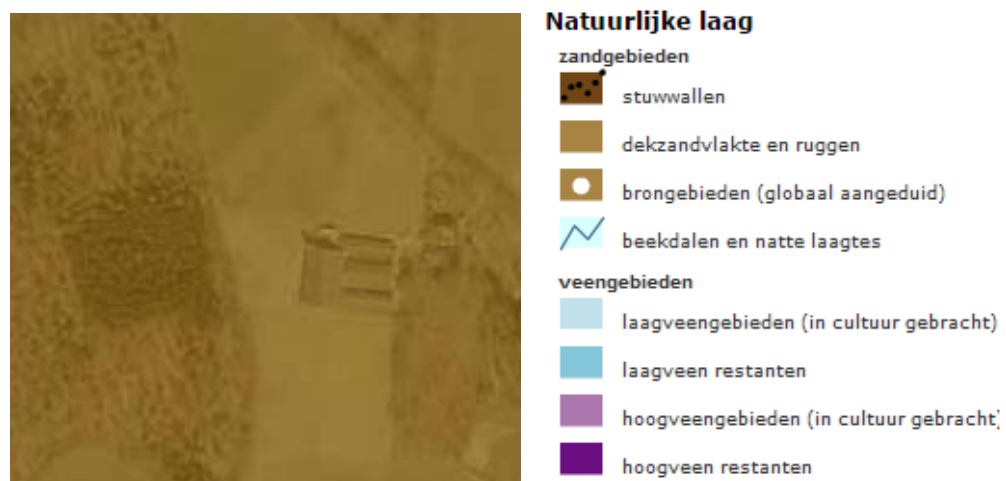 Natuurlijke laag
zandgebieden
stuwwallen
dekzandvlakte en ruggen
brongebieden (globaal aangeduid)
beekdalen en natte laagtes
veengebieden
laagveengebieden (in cultuur gebracht)
laagveen restanten
hoogveengebieden (in cultuur gebracht)
hoogveen restanten